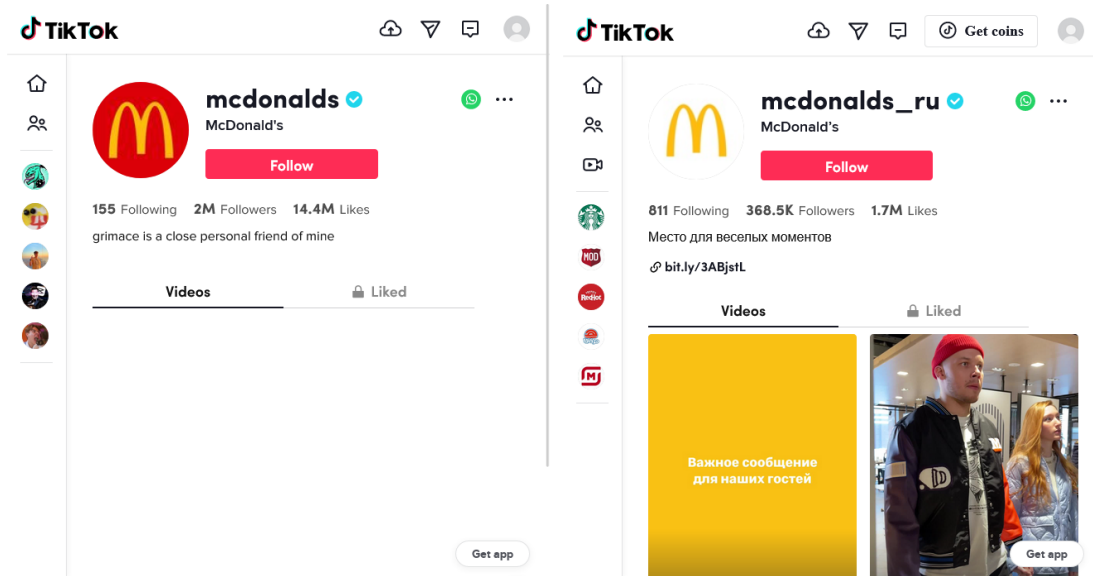 TikTok
mcdonalds
McDonald's
Follow
155 Following 2M Followers 14.4M Likes
grimace is a close personal friend of mine
Videos Liked
Get app
TikTok
Get coins
mcdonalds_ru
McDonald's
Follow
811 Following 368.5K Followers 1.7M Likes
Место для веселых моментов
bit.ly/3ABjstL
Videos Liked
Важное сообщение
для наших гостей
Get app